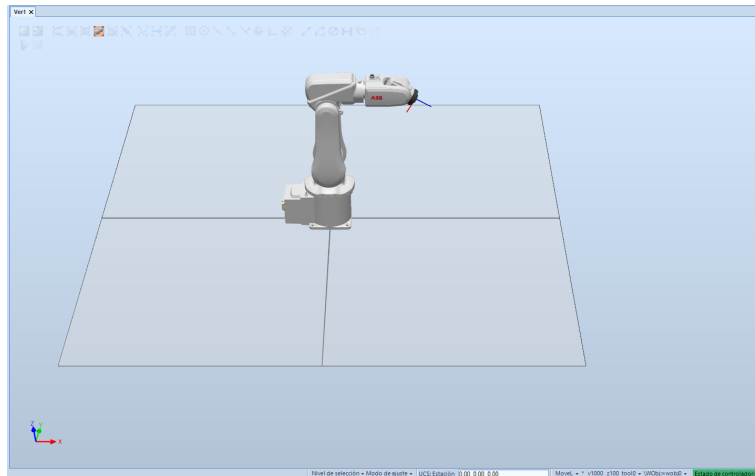 Ver1 X
ABB
Z
Y
X
Nivel de selección Modo de ajuste UCS: Estación 0.00 0.00 0.00 MoveL * v1000 z100 tool0 \WObj:=wobj0 Estado de controlador: